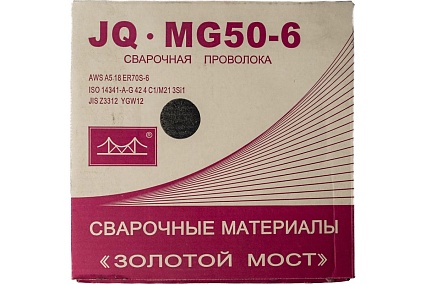 JQ · MG50-6
СВАРОЧНАЯ ПРОВОЛОКА
AWS A5.18 ER70S-6
ISO 14341-A-G 42 4 C1/M21 3Si1
JIS Z3312 YGW12
®
СВАРОЧНЫЕ МАТЕРИАЛЫ
«ЗОЛОТОЙ МОСТ»